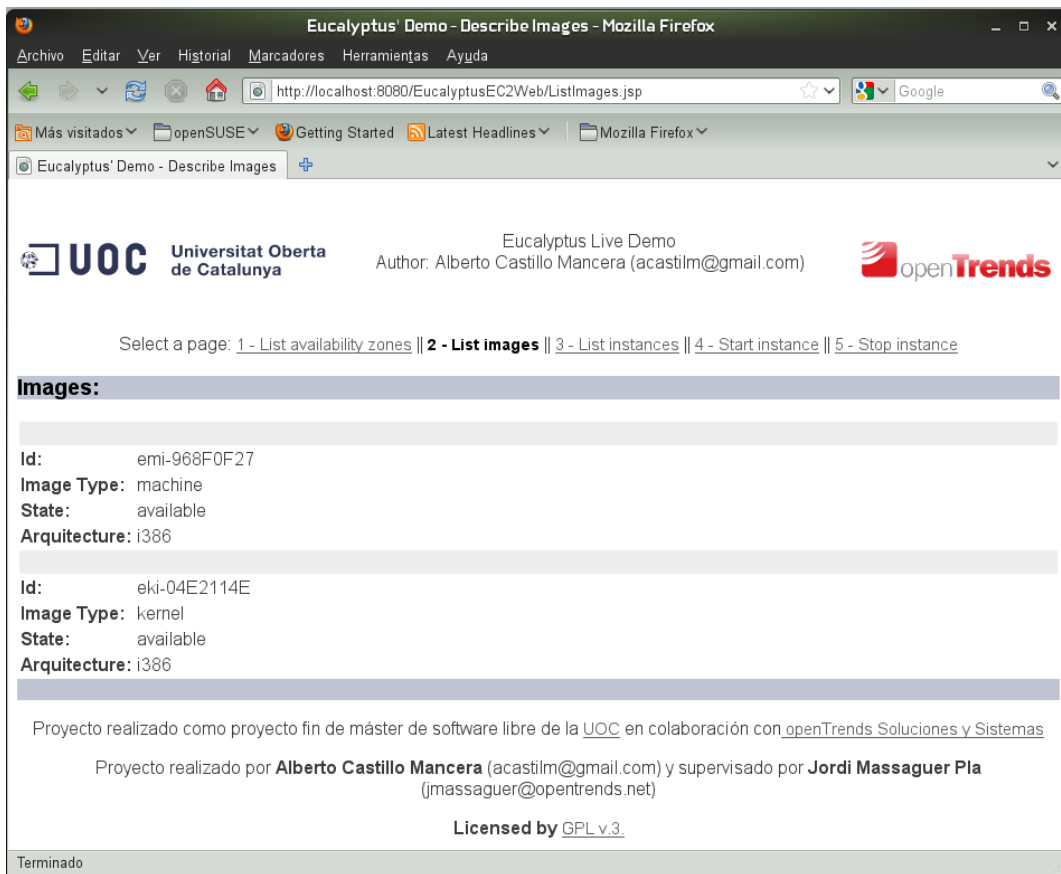 Eucalyptus' Demo - Describe Images - Mozilla Firefox
Archivo Editar Ver Historial Marcadores Herramientas Ayuda
http://localhost:8080/EucalyptusEC2Web/ListImages.jsp
Google
Más visitados openSUSE Getting Started Latest Headlines Mozilla Firefox
Eucalyptus' Demo - Describe Images
UOC
Universitat Oberta
de Catalunya
Eucalyptus Live Demo
Author: Alberto Castillo Mancera (acastilm@gmail.com)
openTrends
Select a page: 1 - List availability zones || 2 - List images || 3 - List instances || 4 - Start instance || 5 - Stop instance
Images:
Id: emi-968F0F27
Image Type: machine
State: available
Arquitecture: i386
Id: eki-04E2114E
Image Type: kernel
State: available
Arquitecture: i386
Proyecto realizado como proyecto fin de máster de software libre de la UOC en colaboración con openTrends Soluciones y Sistemas
Proyecto realizado por Alberto Castillo Mancera (acastilm@gmail.com) y supervisado por Jordi Massaguer Pla
(jmassaguer@opentrends.net)
Licensed by GPL v.3.
Terminado